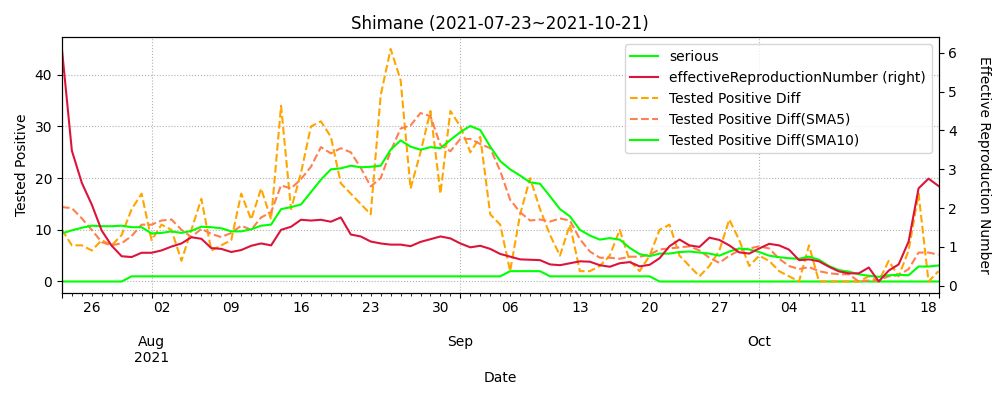 Shimane (2021-07-23~2021-10-21)
serious
effectiveReproductionNumber (right)
Tested Positive Diff
Tested Positive Diff(SMA5)
Tested Positive Diff(SMA10)
Tested Positive
40
30
20
10
0
6
5
4
3
2
1
0
Effective Reproduction Number
26 02 09 16 23 30 06 13 20 27 04 11 18
Aug Sep Oct
2021
Date